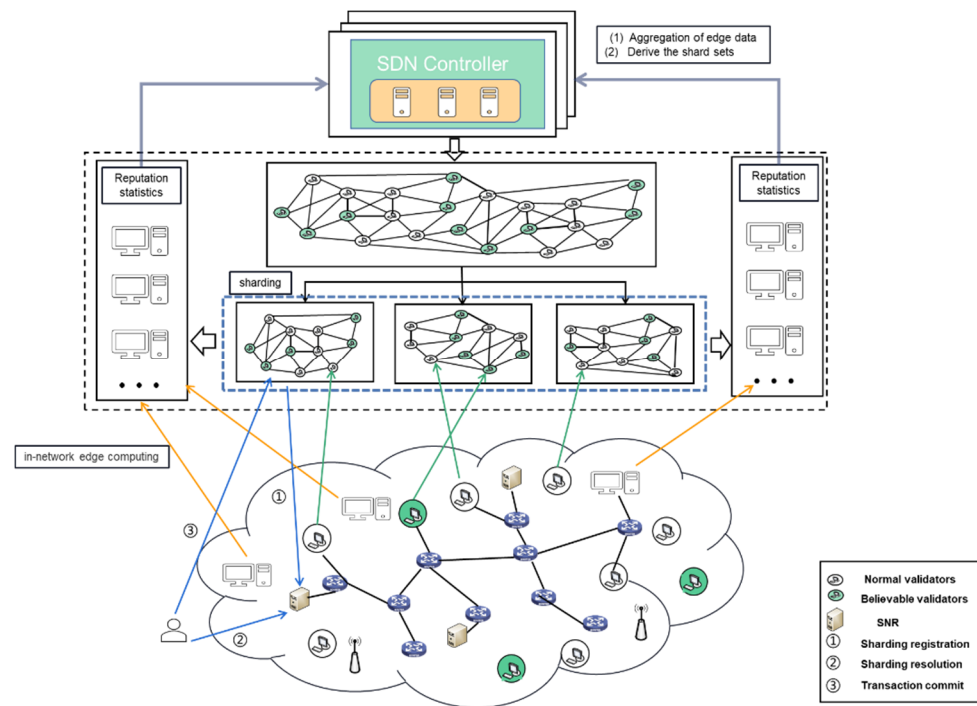 (1) Aggregation of edge data
(2) Derive the shard sets
SDN Controller
Reputation
statistics
Reputation
statistics
sharding
• • •
• • •
in-network edge computing
①
③
②
Normal validators
Believable validators
SNR
① Sharding registration
② Sharding resolution
③ Transaction commit